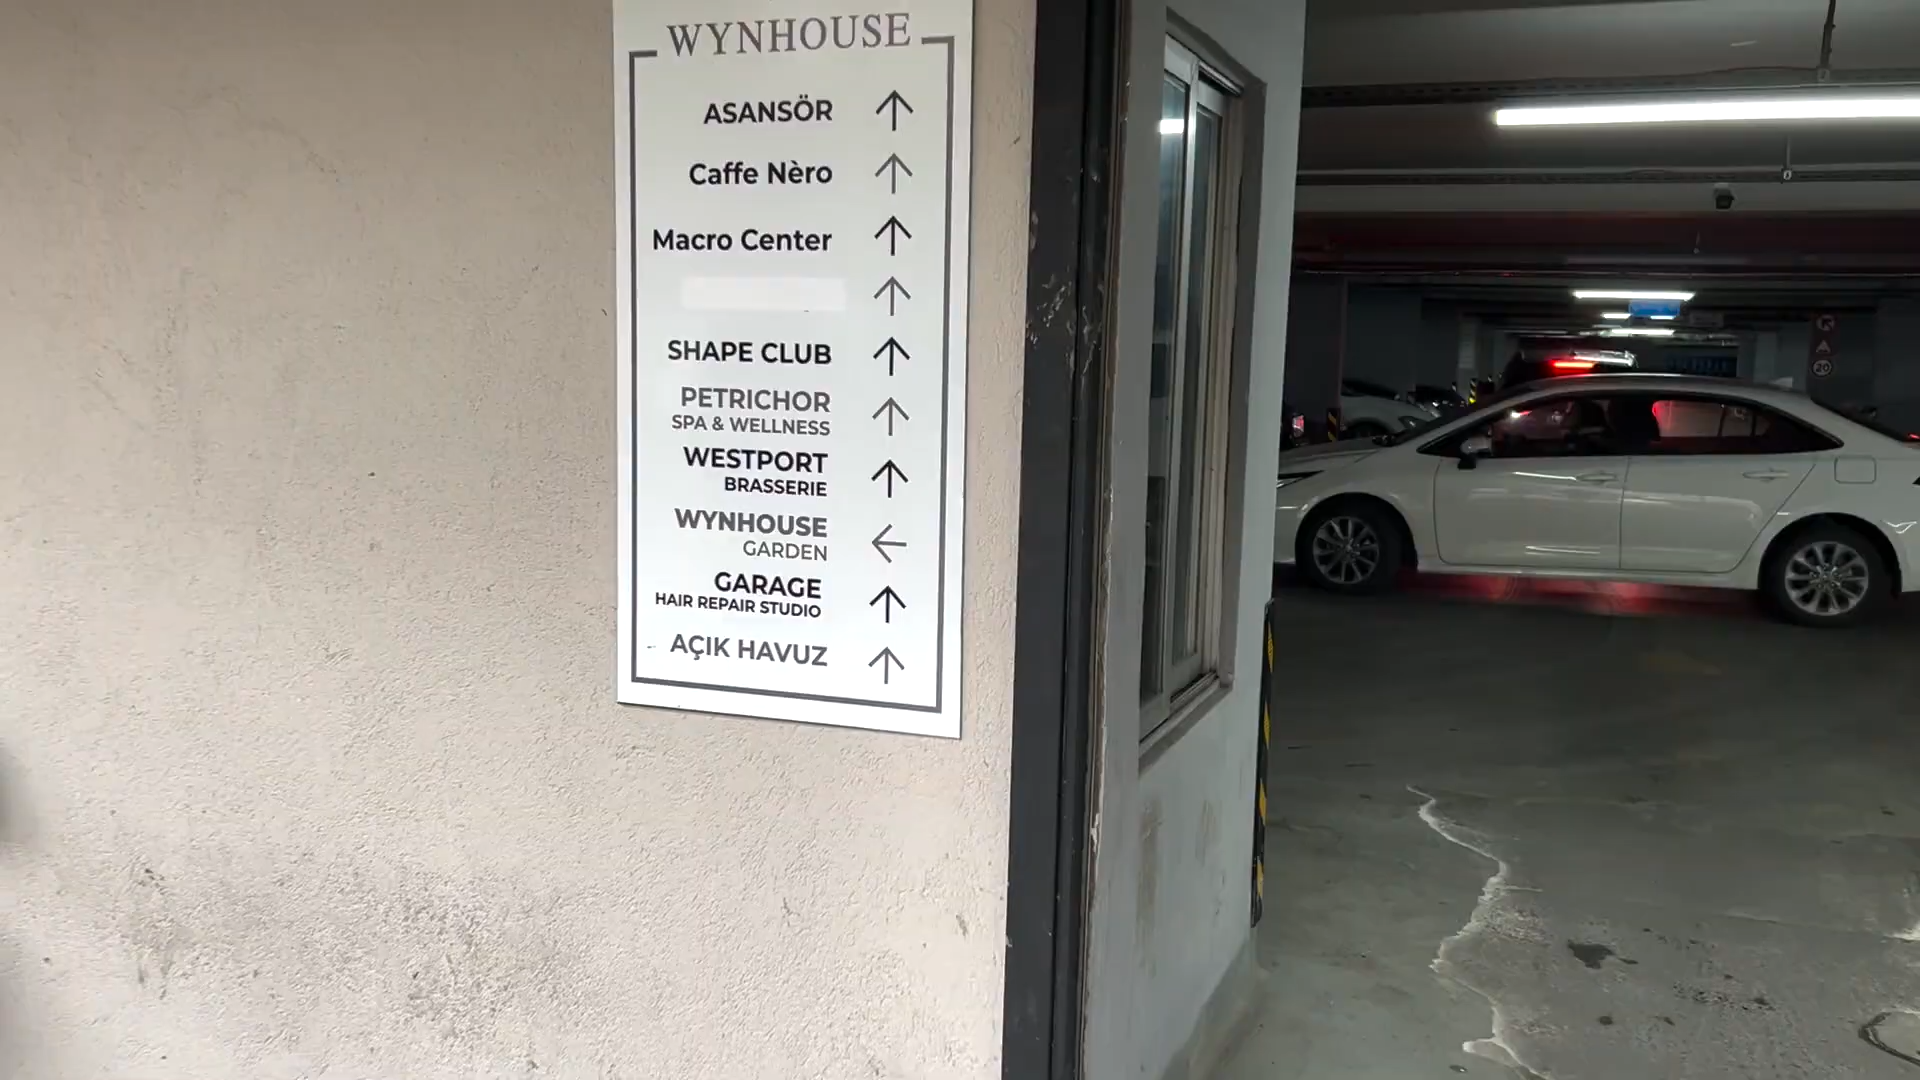 WYNHOUSE
ASANSÖR
Caffe Nèro
Macro Center
SHAPE CLUB
PETRICHOR
SPA & WELLNESS
WESTPORT
BRASSERIE
WYNHOUSE
GARDEN
GARAGE
HAIR REPAIR STUDIO
AÇIK HAVUZ
20